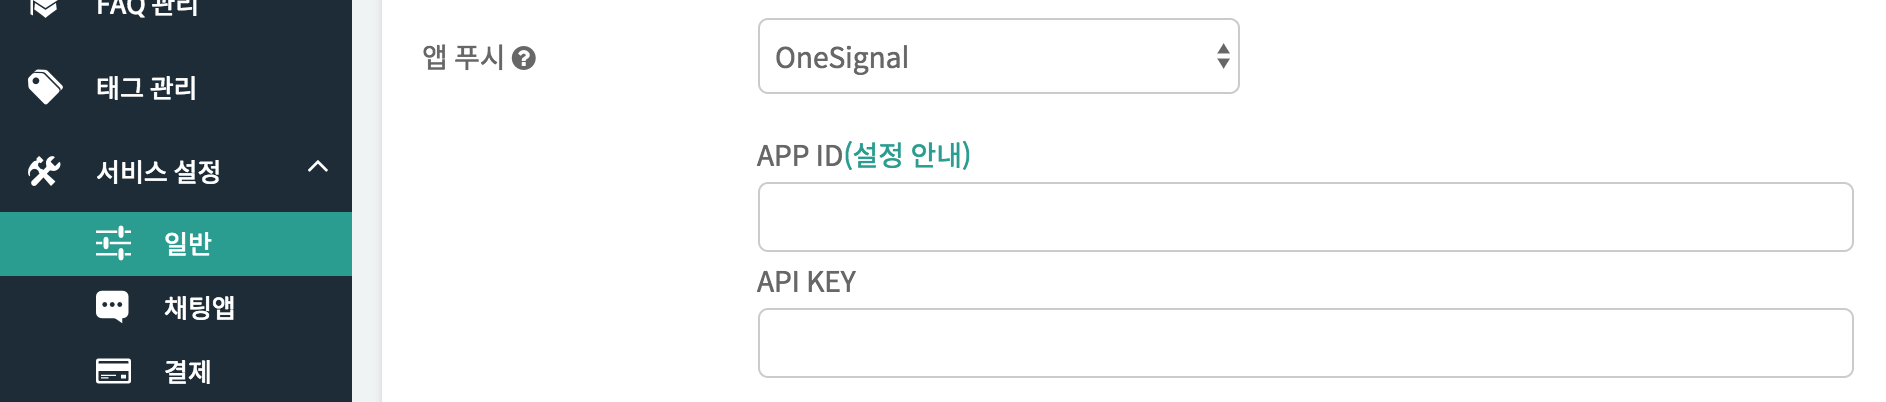 FAQ 관리
태그 관리
서비스 설정
일반
채팅앱
결제
앱 푸시
OneSignal
APP ID(설정 안내)
API KEY